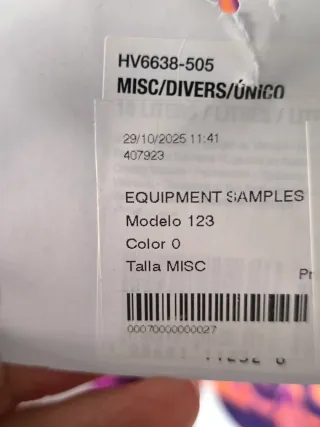 HV6638-505
MISC/DIVERS/ÚNICO
29/10/2025 11:41
407923
EQUIPMENT SAMPLES
Modelo 123
Color 0
Talla MISC
00070000000027